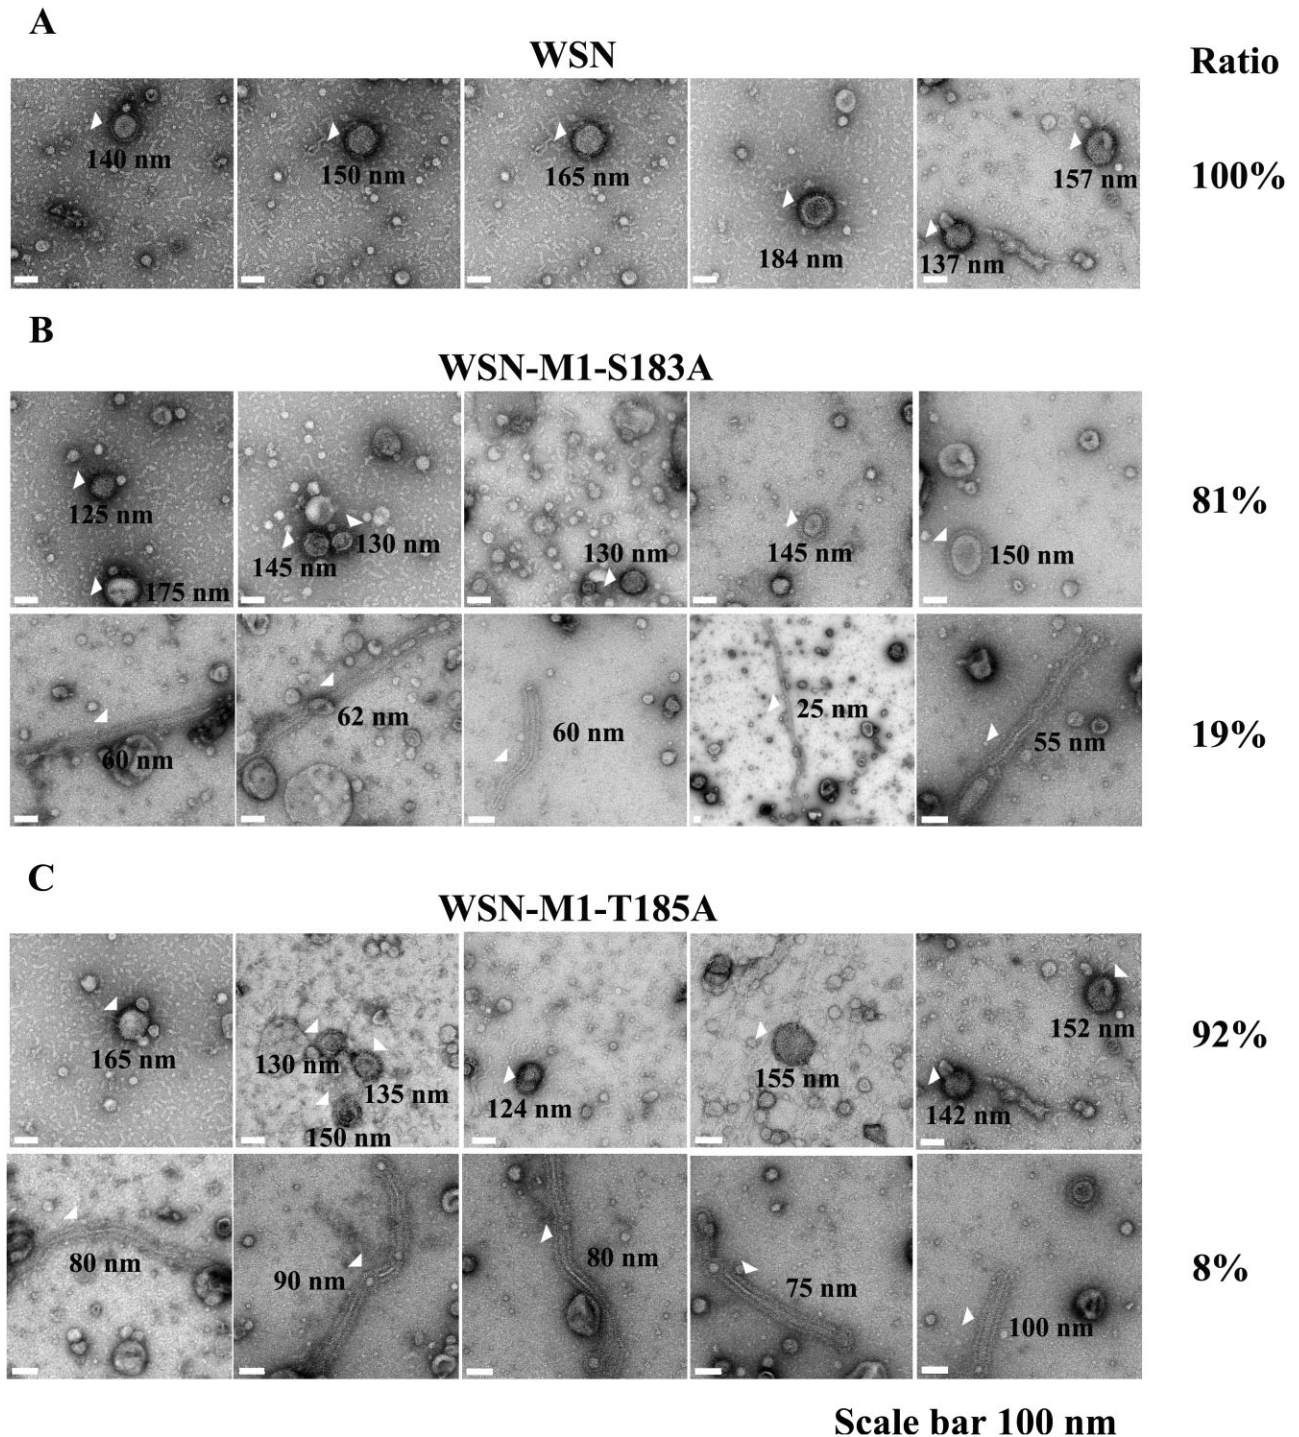 A
WSN
Ratio
140 nm
150 nm
165 nm
184 nm
157 nm
137 nm
100%
B
WSN-M1-S183A
125 nm
175 nm
145 nm
130 nm
130 nm
145 nm
150 nm
81%
60 nm
62 nm
60 nm
25 nm
55 nm
19%
C
WSN-M1-T185A
165 nm
130 nm
135 nm
150 nm
124 nm
155 nm
152 nm
142 nm
92%
80 nm
90 nm
80 nm
75 nm
100 nm
8%
Scale bar 100 nm